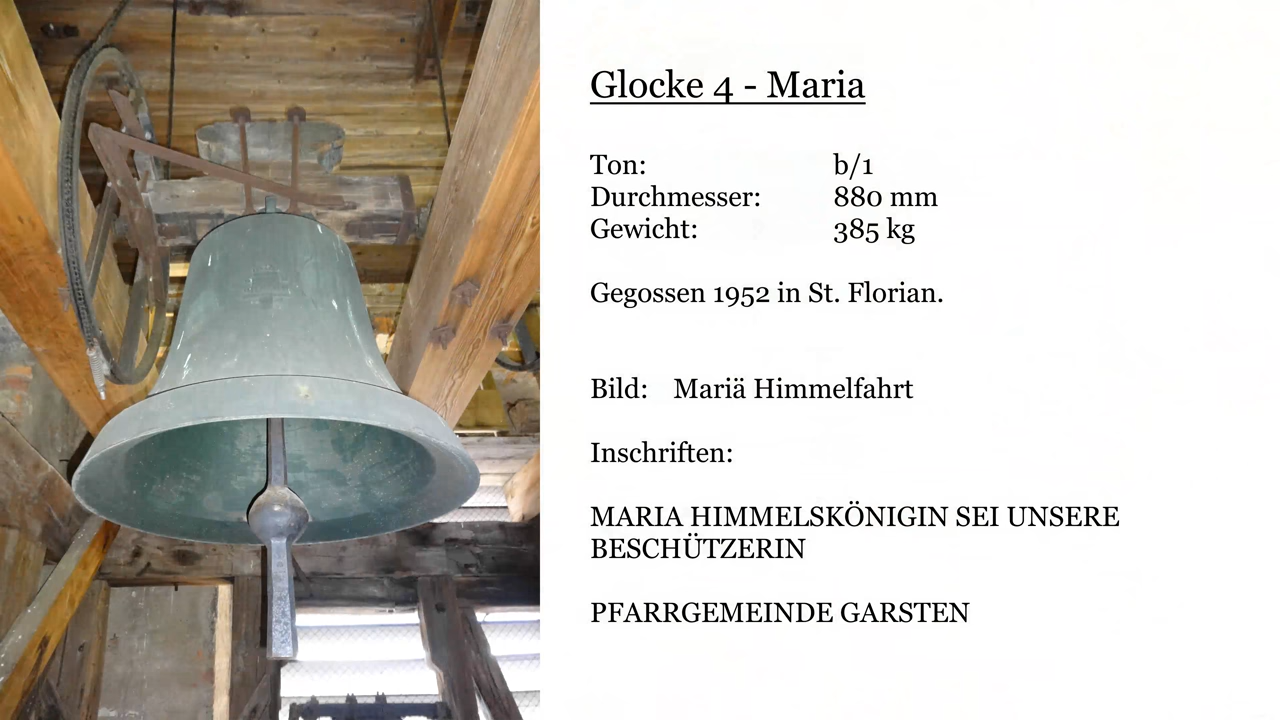 Glocke 4 - Maria
Ton: b/1
Durchmesser: 880 mm
Gewicht: 385 kg
Gegossen 1952 in St. Florian.
Bild: Mariä Himmelfahrt
Inschriften:
MARIA HIMMELSKÖNIGIN SEI UNSERE
BESCHÜTZERIN
PFARRGEMEINDE GARSTEN